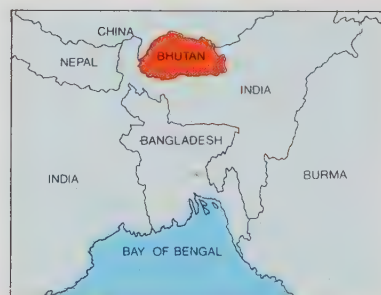 CHINA
NEPAL
BHUTAN
INDIA
BANGLADESH
INDIA
BURMA
BAY OF BENGAL